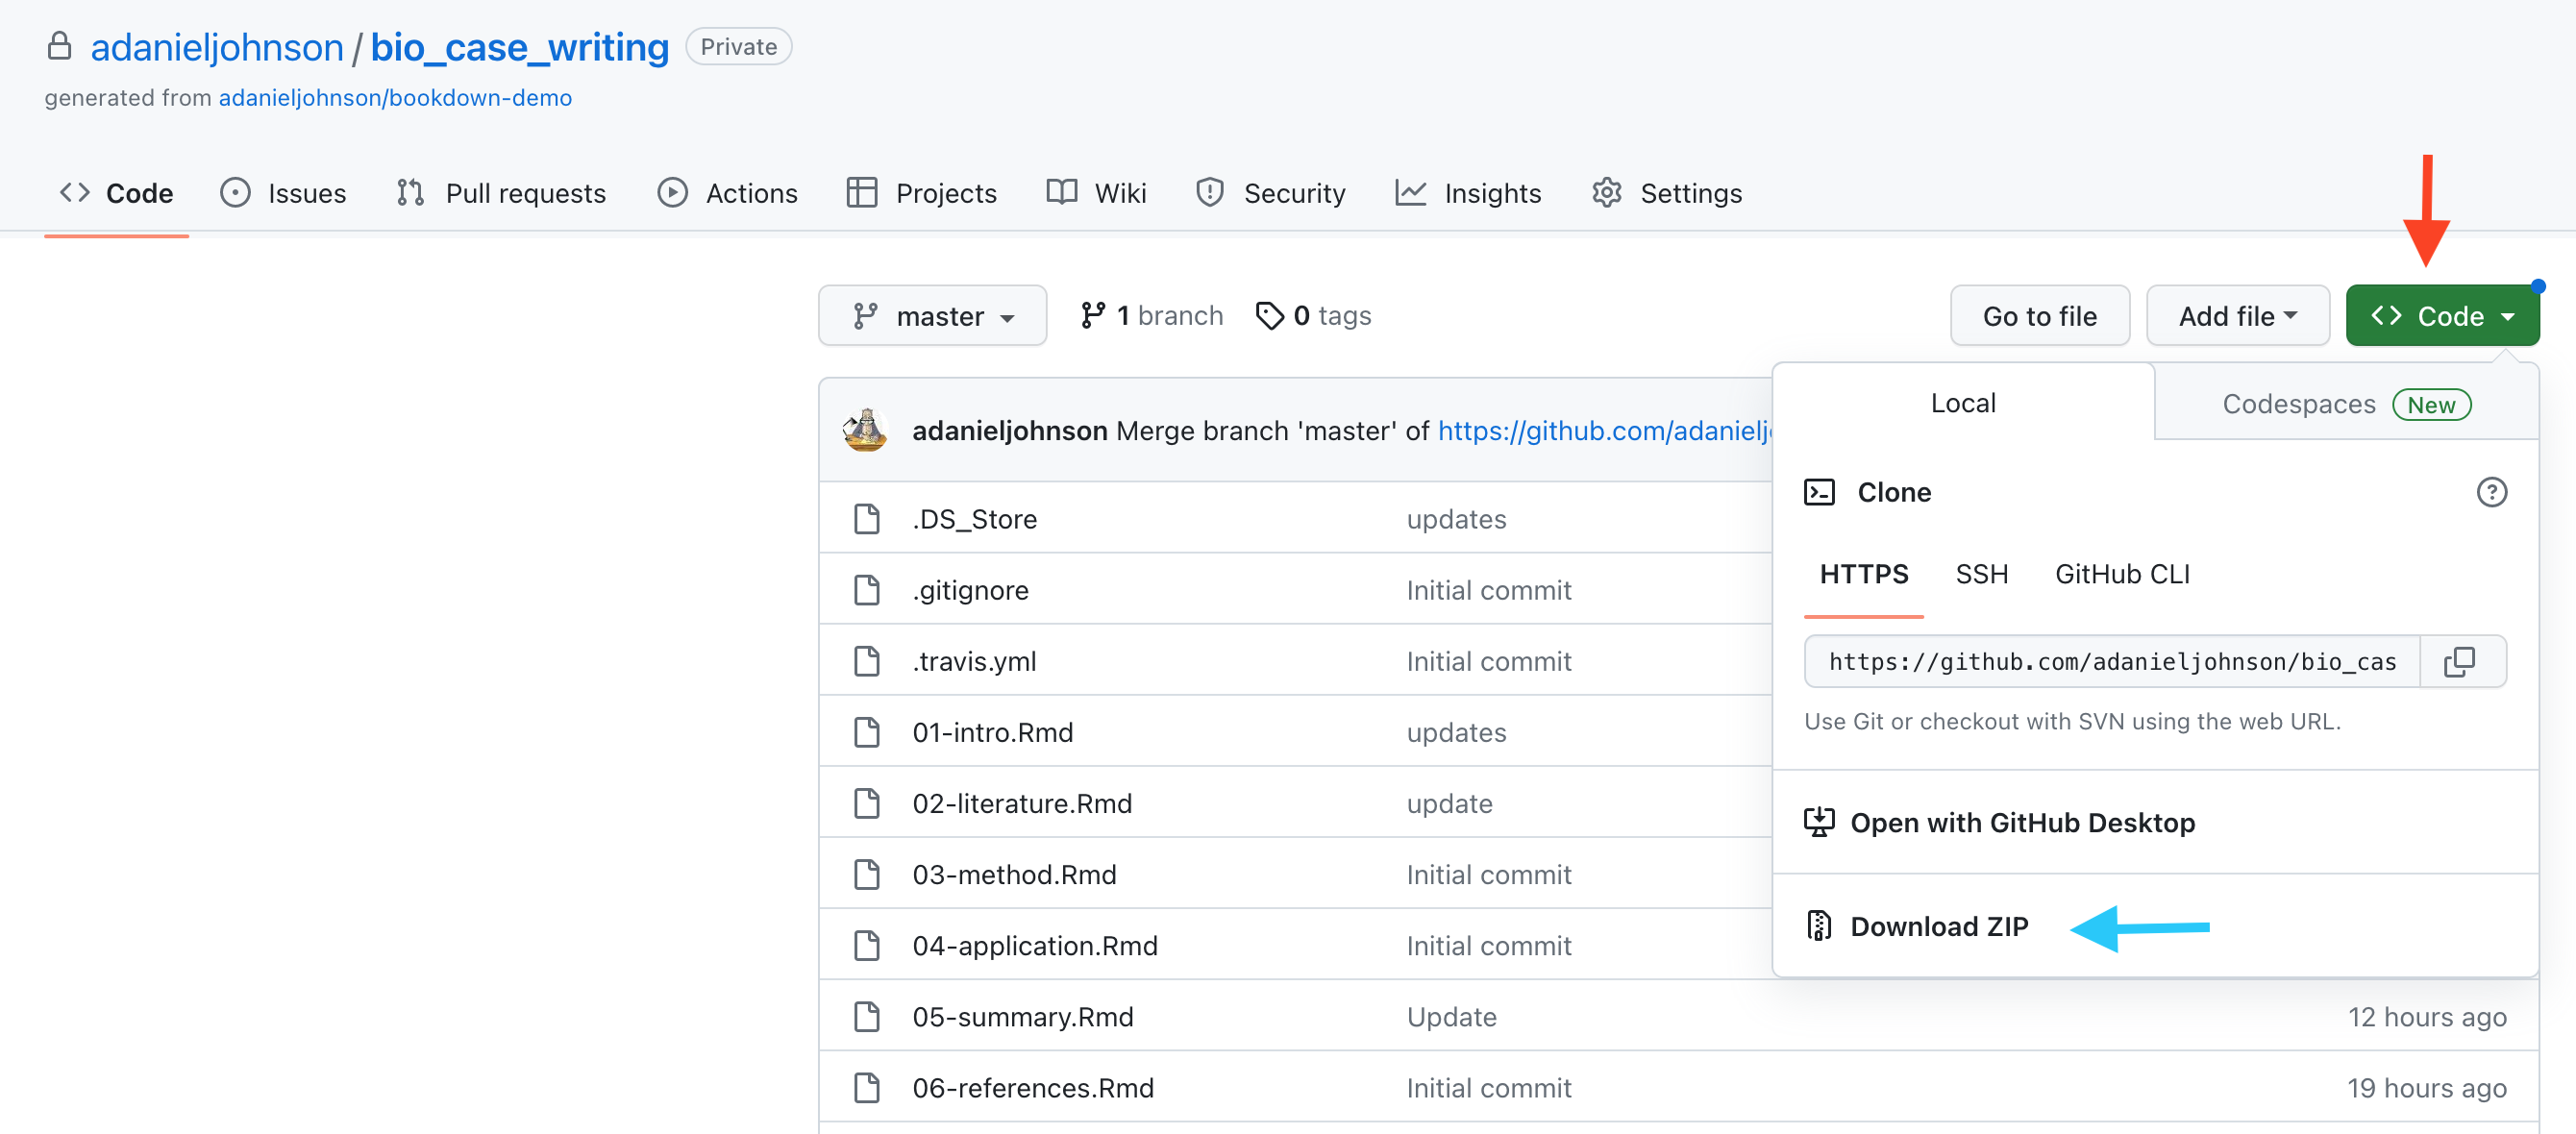 adanieljohnson / bio_case_writing Private
generated from adanieljohnson/bookdown-demo
Code Issues Pull requests Actions Projects Wiki Security Insights Settings
master 1 branch 0 tags Go to file Add file Code
Local Codespaces New
adanieljohnson Merge branch 'master' of https://github.com/adanielj
Clone
.DS_Store updates
HTTPS SSH GitHub CLI
.gitignore Initial commit
https://github.com/adanieljohnson/bio_cas
.travis.yml Initial commit
Use Git or checkout with SVN using the web URL.
01-intro.Rmd updates
02-literature.Rmd update
Open with GitHub Desktop
03-method.Rmd Initial commit
Download ZIP
04-application.Rmd Initial commit
05-summary.Rmd Update 12 hours ago
06-references.Rmd Initial commit 19 hours ago